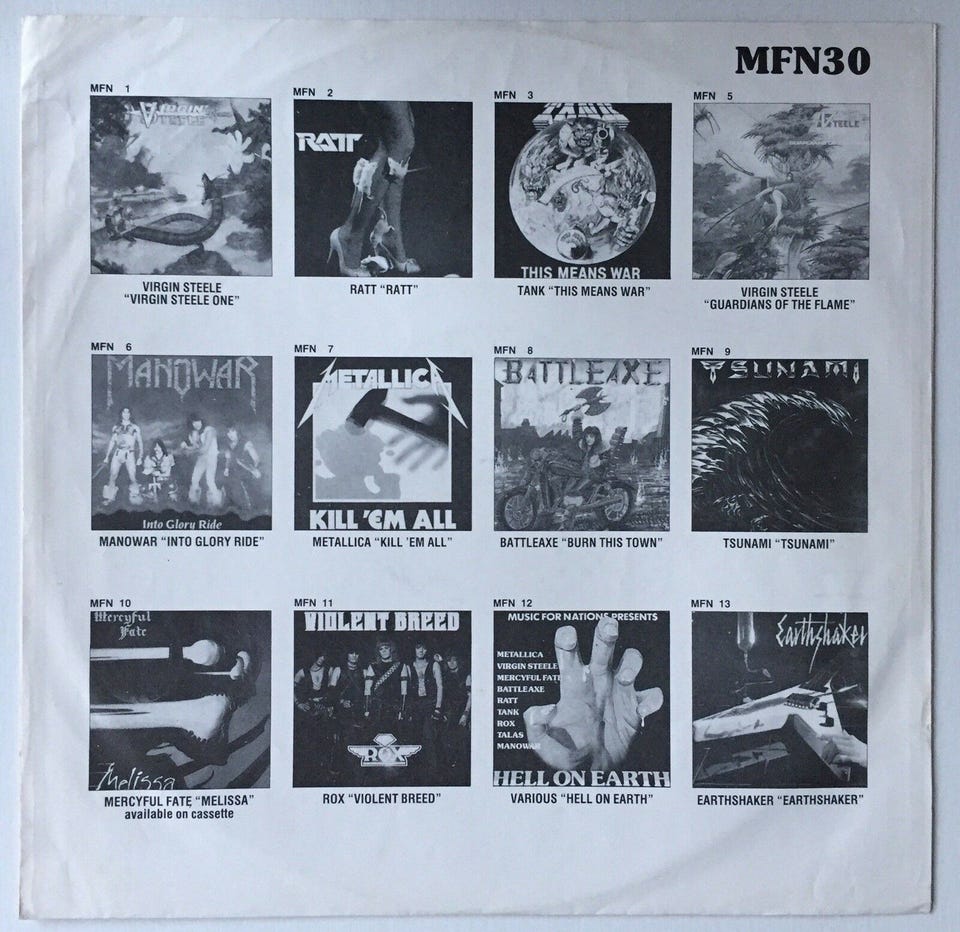 MFN30
MFN 1
VIRGIN STEELE
VIRGIN STEELE
"VIRGIN STEELE ONE"
MFN 2
RATT
RATT "RATT"
MFN 3
TANK
THIS MEANS WAR
TANK "THIS MEANS WAR"
MFN 5
STEELE
VIRGIN STEELE
"GUARDIANS OF THE FLAME"
MFN 6
MANOWAR
Into Glory Ride
MANOWAR "INTO GLORY RIDE"
MFN 7
METALLICA
KILL 'EM ALL
METALLICA "KILL 'EM ALL"
MFN 8
BATTLEAXE
BATTLEAXE "BURN THIS TOWN"
MFN 9
TSUNAMI
TSUNAMI "TSUNAMI"
MFN 10
Mercyful
Fate
Melissa
MERCYFUL FATE "MELISSA"
available on cassette
MFN 11
VIOLENT BREED
ROX
ROX "VIOLENT BREED"
MFN 12
MUSIC FOR NATIONS PRESENTS
METALLICA
VIRGIN STEELE
MERCYFUL FATE
BATTLEAXE
RATT
TANK
ROX
TALAS
MANOWAR
HELL ON EARTH
VARIOUS "HELL ON EARTH"
MFN 13
Earthshaker
EARTHSHAKER "EARTHSHAKER"